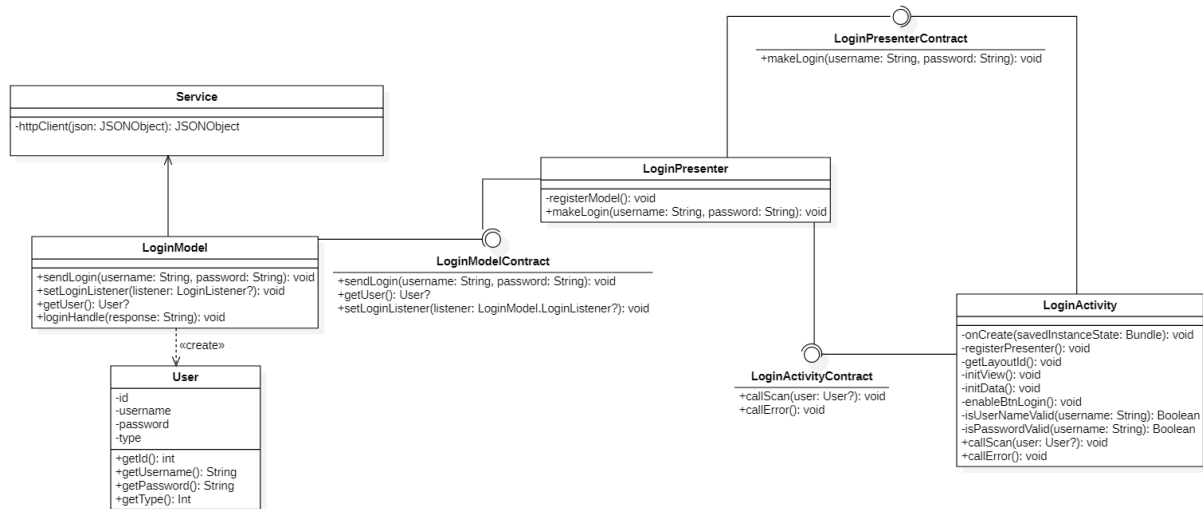 LoginPresenterContract
+makeLogin(username: String, password: String): void
Service
-httpClient(json: JSONObject): JSONObject
LoginPresenter
-registerModel(): void
+makeLogin(username: String, password: String): void
LoginModel
+sendLogin(username: String, password: String): void
+setLoginListener(listener: LoginListener?): void
+getUser(): User?
+loginHandle(response: String): void
LoginModelContract
+sendLogin(username: String, password: String): void
+getUser(): User?
+setLoginListener(listener: LoginModel.LoginListener?): void
«create»
User
-id
-username
-password
-type
+getId(): int
+getUsername(): String
+getPassword(): String
+getType(): Int
LoginActivityContract
+callScan(user: User?): void
+callError(): void
LoginActivity
-onCreate(savedInstanceState: Bundle): void
-registerPresenter(): void
-getLayoutId(): void
-initView(): void
-initData(): void
-enableBtnLogin(): void
-isUserNameValid(username: String): Boolean
-isPasswordValid(username: String): Boolean
+callScan(user: User?): void
+callError(): void